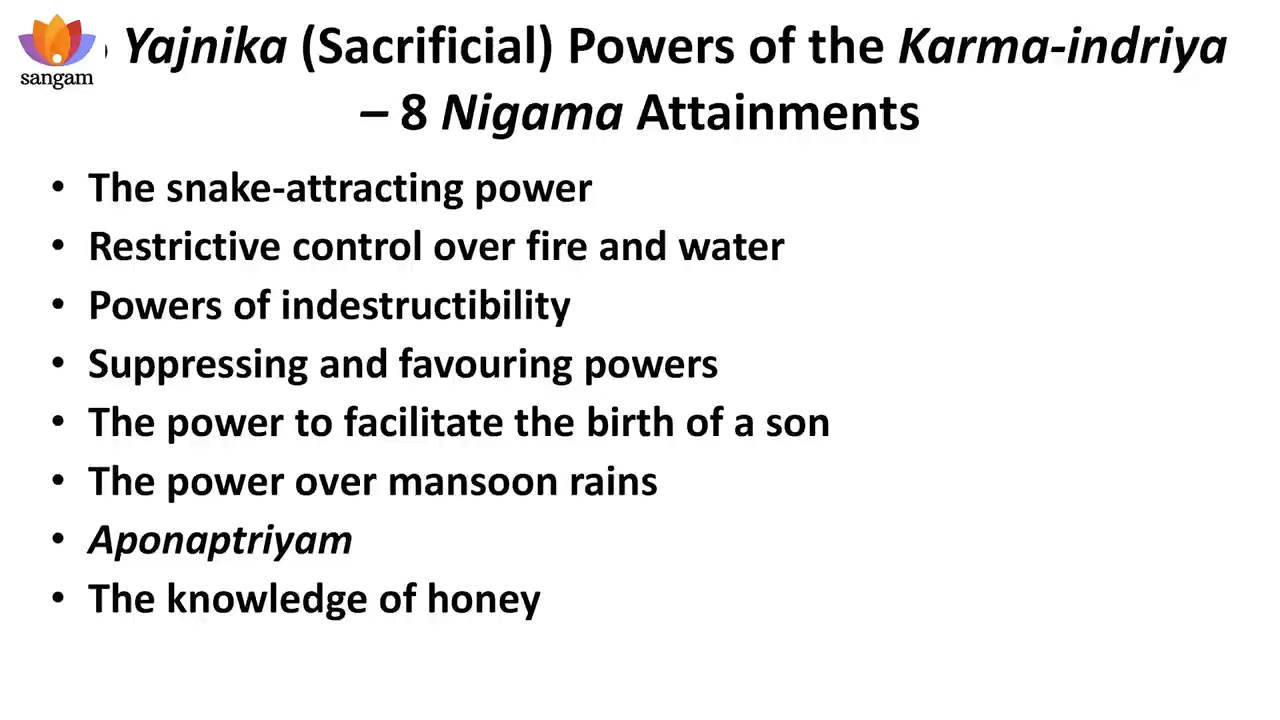 sangam
Yajnika (Sacrificial) Powers of the Karma-indriya
– 8 Nigama Attainments
• The snake-attracting power
• Restrictive control over fire and water
• Powers of indestructibility
• Suppressing and favouring powers
• The power to facilitate the birth of a son
• The power over mansoon rains
• Aponaptriyam
• The knowledge of honey